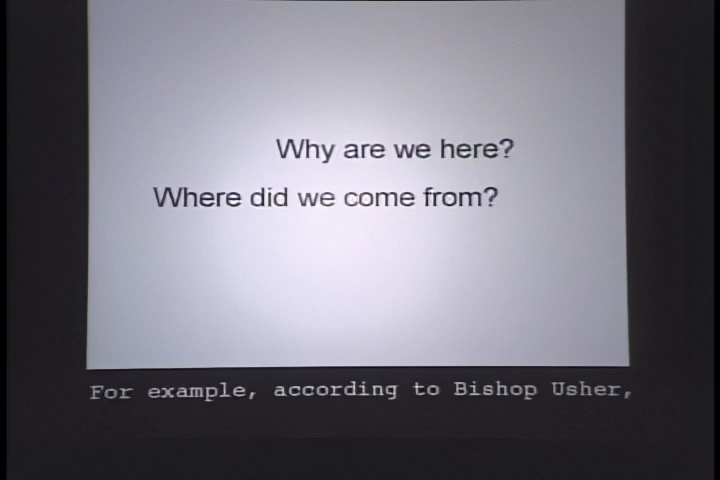 Why are we here?
Where did we come from?
For example, according to Bishop Usher,